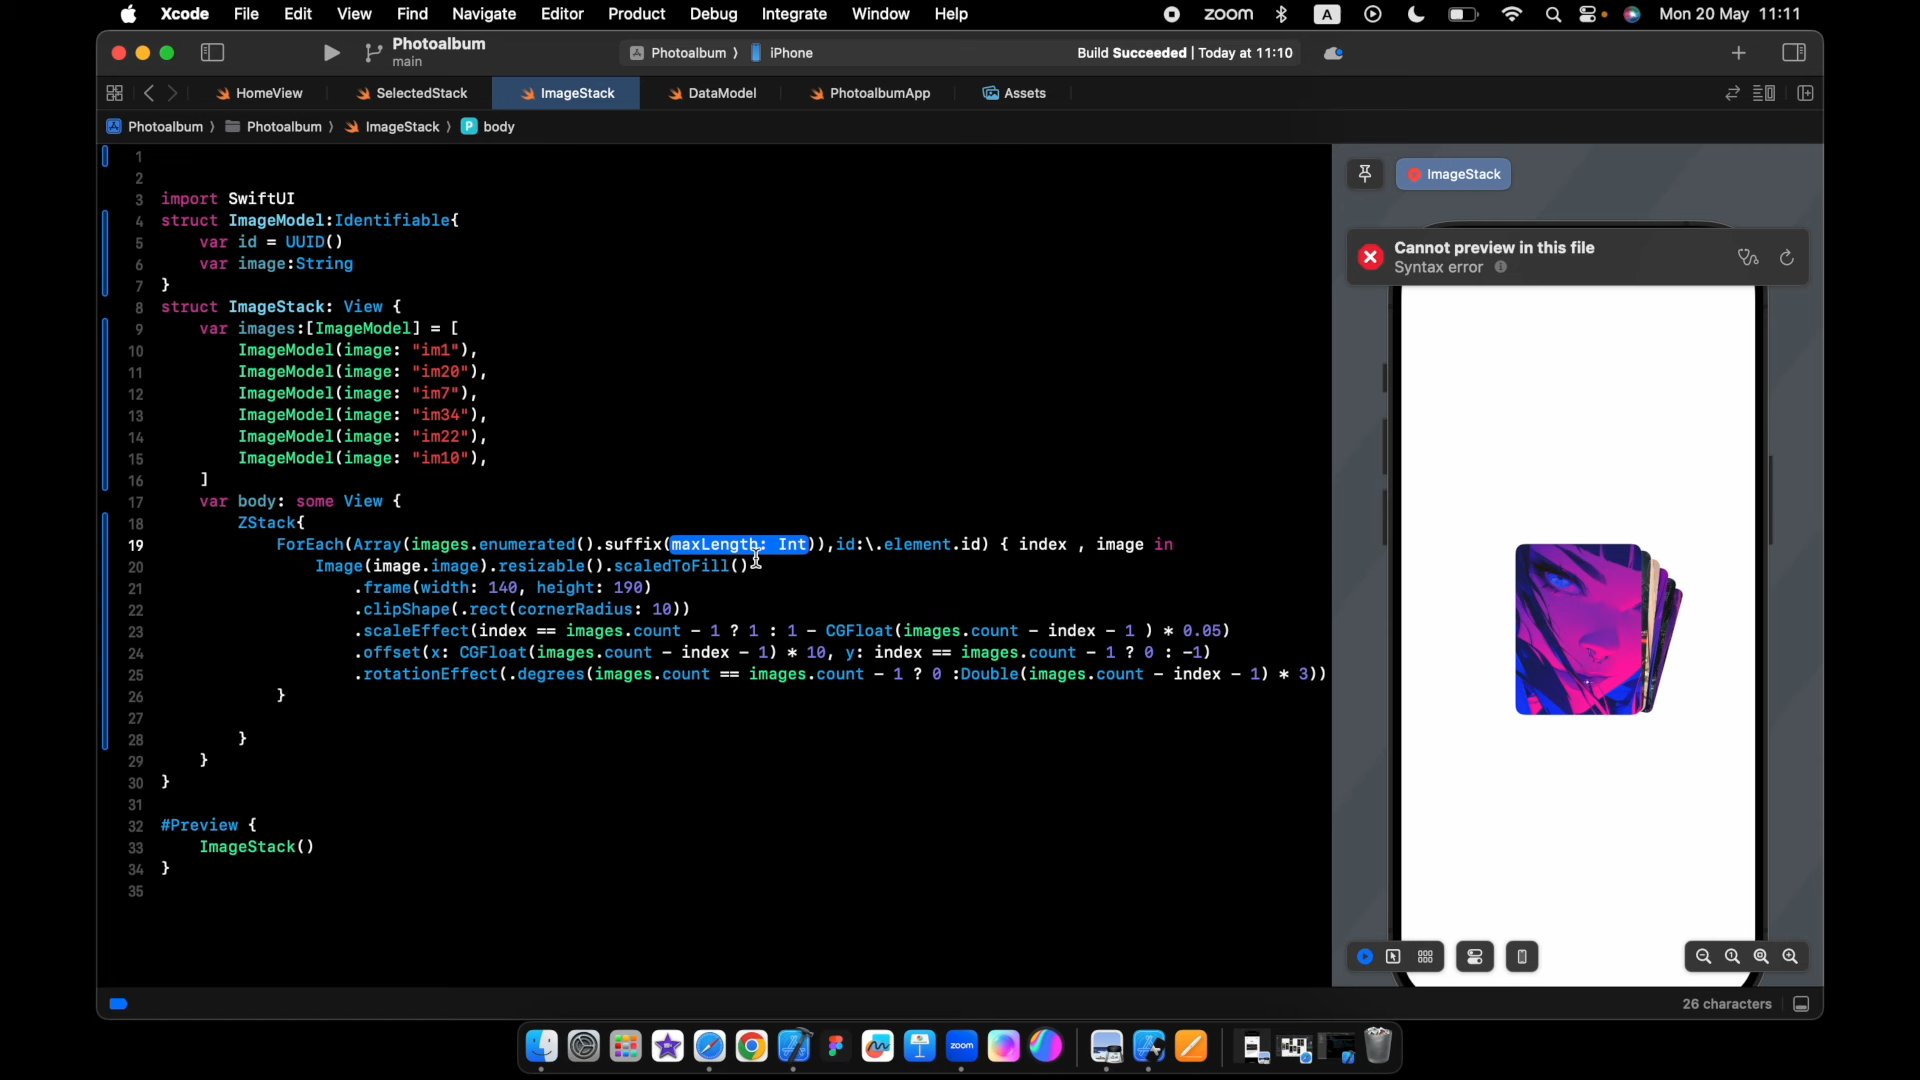 Xcode File Edit View Find Navigate Editor Product Debug Integrate Window Help zoom A Mon 20 May 11:11
Photoalbum
main
Photoalbum 〉 iPhone
Build Succeeded | Today at 11:10
HomeView SelectedStack ImageStack DataModel PhotoalbumApp Assets
Photoalbum 〉 Photoalbum 〉 ImageStack 〉 P body
1
2
3 import SwiftUI
4 struct ImageModel:Identifiable{
5 var id = UUID()
6 var image:String
7 }
8 struct ImageStack: View {
9 var images:[ImageModel] = [
10 ImageModel(image: "im1"),
11 ImageModel(image: "im20"),
12 ImageModel(image: "im7"),
13 ImageModel(image: "im34"),
14 ImageModel(image: "im22"),
15 ImageModel(image: "im10"),
16 ]
17 var body: some View {
18 ZStack{
19 ForEach(Array(images.enumerated().suffix(maxLength: Int)),id:\.element.id) { index , image in
20 Image(image.image).resizable().scaledToFill()
21 .frame(width: 140, height: 190)
22 .clipShape(.rect(cornerRadius: 10))
23 .scaleEffect(index == images.count - 1 ? 1 : 1 - CGFloat(images.count - index - 1 ) * 0.05)
24 .offset(x: CGFloat(images.count - index - 1) * 10, y: index == images.count - 1 ? 0 : -1)
25 .rotationEffect(.degrees(images.count == images.count - 1 ? 0 :Double(images.count - index - 1) * 3))
26 }
27
28 }
29 }
30 }
31
32 #Preview {
33 ImageStack()
34 }
35
ImageStack
Cannot preview in this file
Syntax error
26 characters
zoom